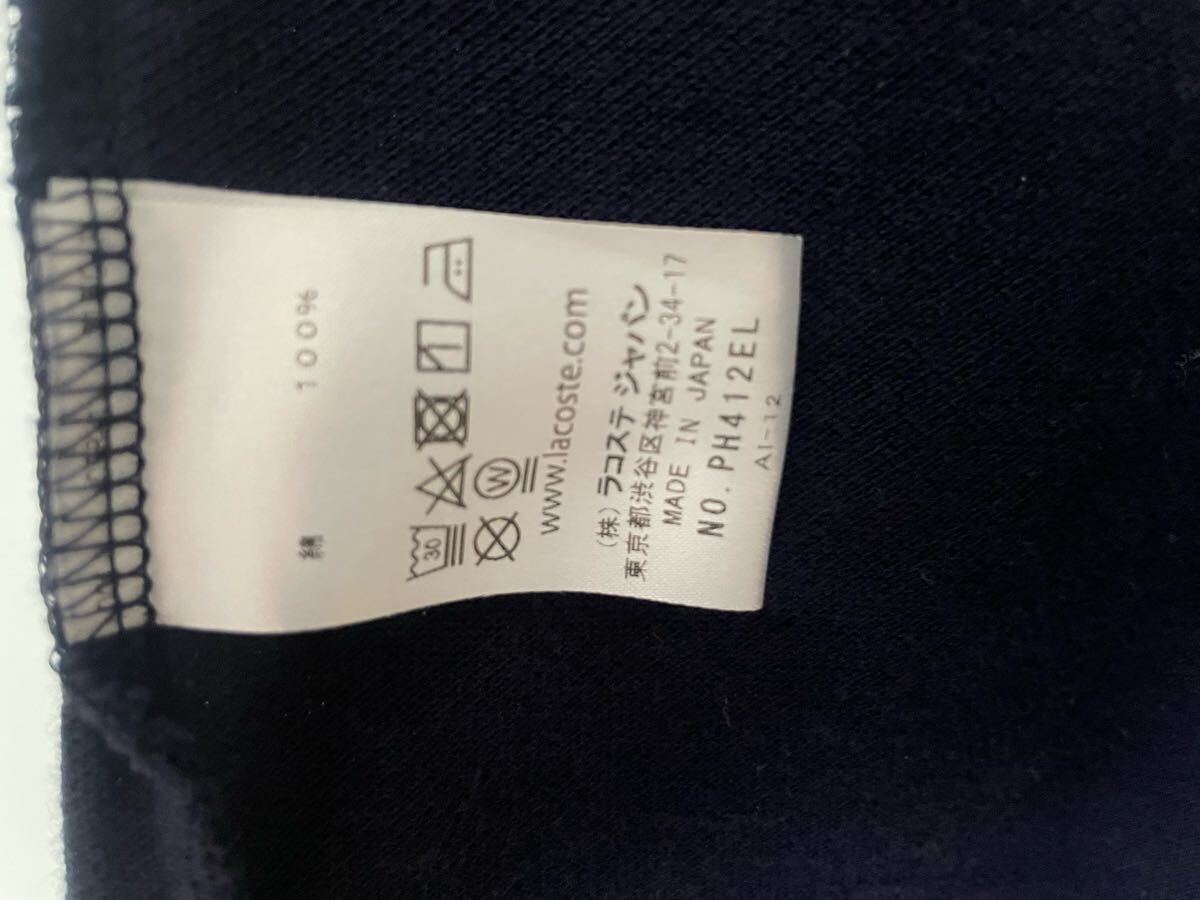 綿 100%
30
W
www.lacoste.com
(株) ラコステ ジャパン
東京都渋谷区神宮前2-34-17
MADE IN JAPAN
NO. PH412EL
AI-12